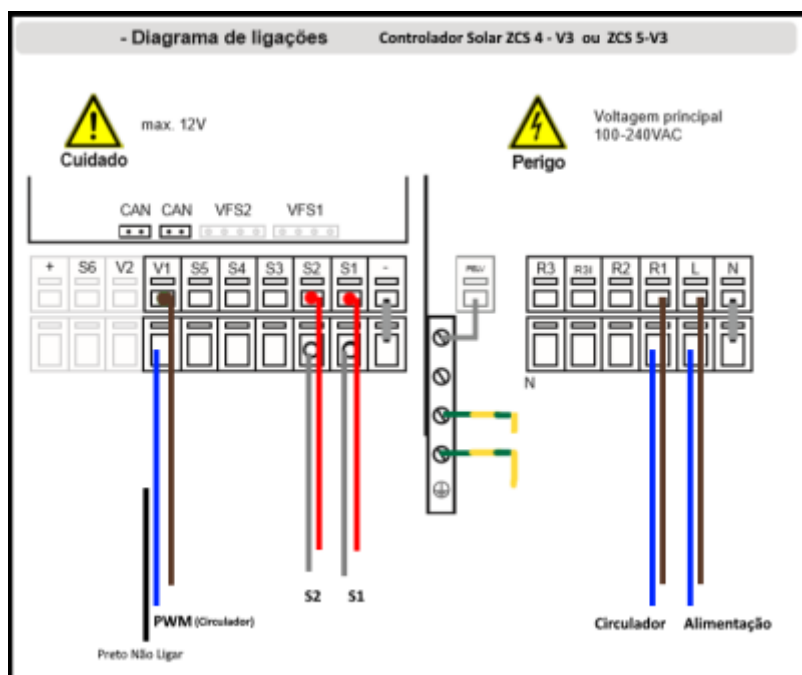 - Diagrama de ligações Controlador Solar ZCS 4 - V3 ou ZCS 5-V3
max. 12V
Cuidado
Voltagem principal
100-240VAC
Perigo
CAN CAN VFS2 VFS1
+ S6 V2 V1 S5 S4 S3 S2 S1 -
PELV
R3 R3I R2 R1 L N
N
S2 S1
PWM (Circulador)
Circulador Alimentação
Preto Não Ligar